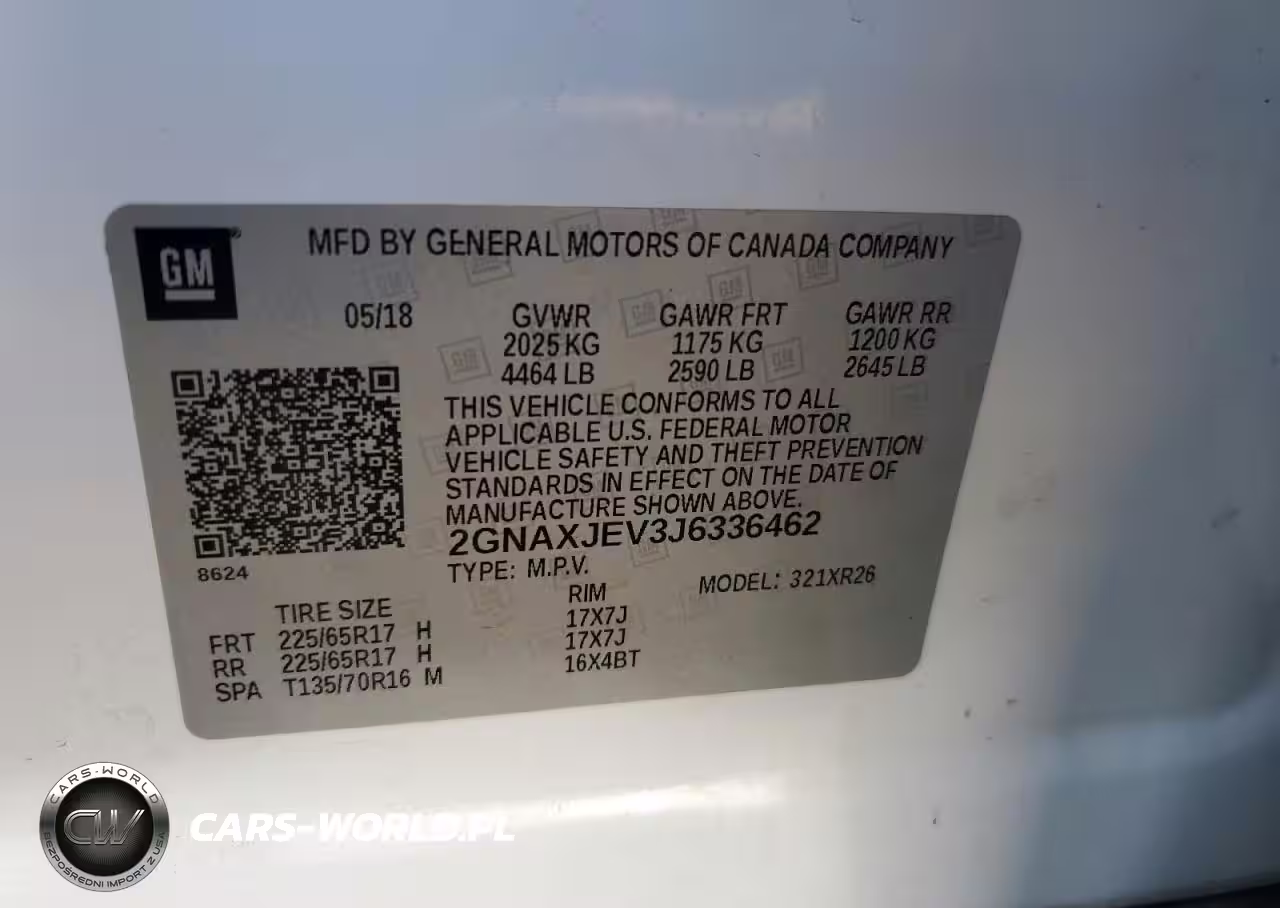 GM
MFD BY GENERAL MOTORS OF CANADA COMPANY
05/18 GVWR GAWR FRT GAWR RR
2025 KG 1175 KG 1200 KG
4464 LB 2590 LB 2645 LB
THIS VEHICLE CONFORMS TO ALL
APPLICABLE U.S. FEDERAL MOTOR
VEHICLE SAFETY AND THEFT PREVENTION
STANDARDS IN EFFECT ON THE DATE OF
MANUFACTURE SHOWN ABOVE.
2GNAXJEV3J6336462
8624
TYPE: M.P.V. MODEL: 321XR26
TIRE SIZE RIM
FRT 225/65R17 H 17X7J
RR 225/65R17 H 17X7J
SPA T135/70R16 M 16X4BT
CARS-WORLD
CW
BEZPOŚREDNI IMPORT Z USA
CARS-WORLD.PL